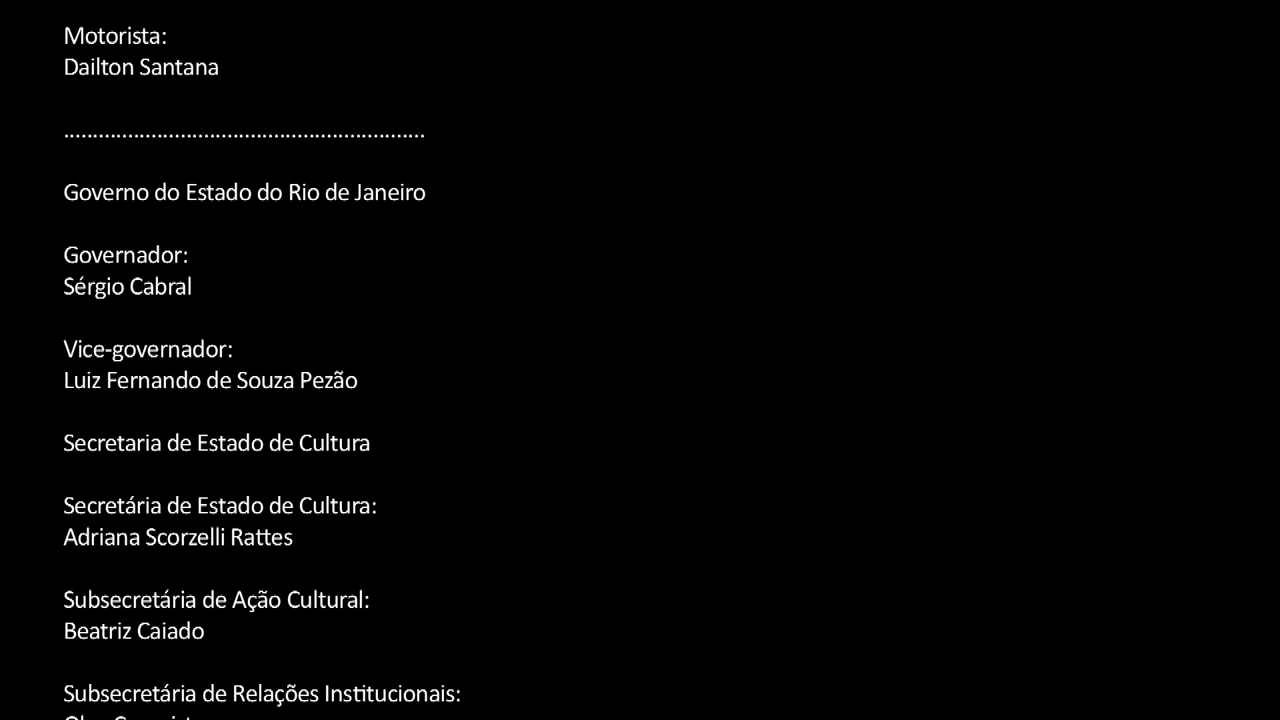 Motorista:
Dailton Santana
............................................................
Governo do Estado do Rio de Janeiro
Governador:
Sérgio Cabral
Vice-governador:
Luiz Fernando de Souza Pezão
Secretaria de Estado de Cultura
Secretária de Estado de Cultura:
Adriana Scorzelli Rattes
Subsecretária de Ação Cultural:
Beatriz Caiado
Subsecretária de Relações Institucionais: